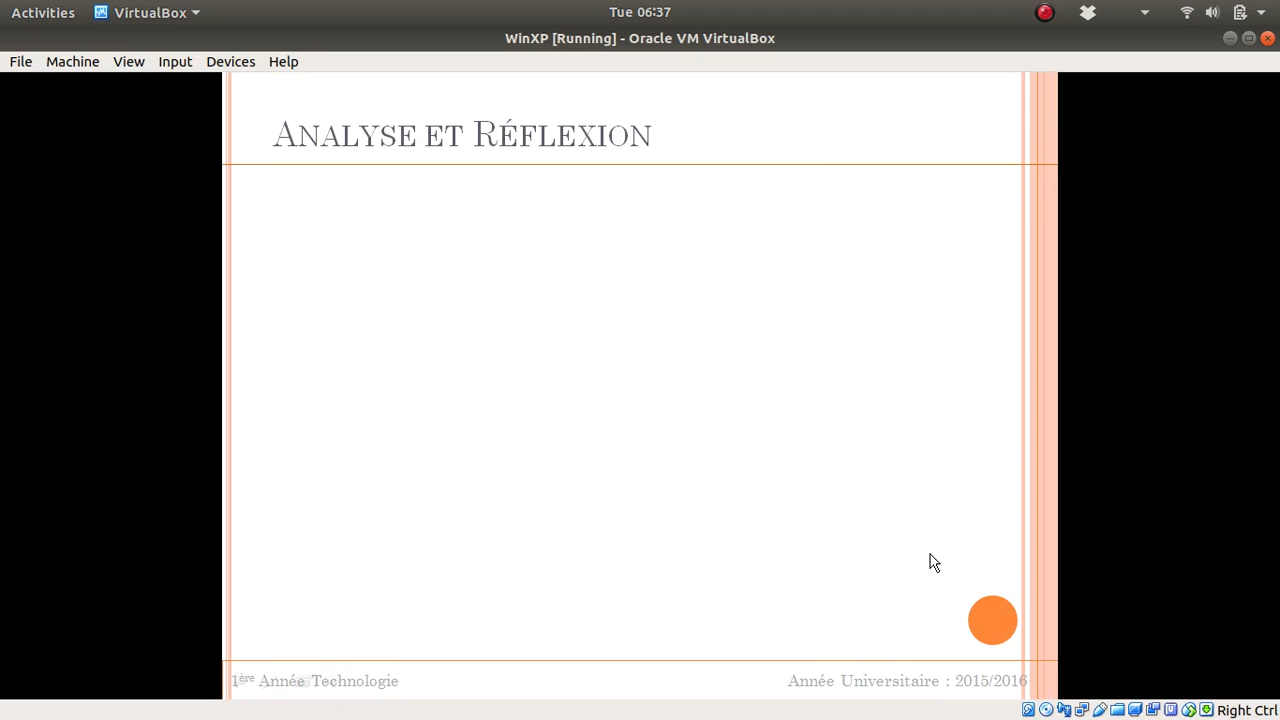 Activities VirtualBox Tue 06:37
WinXP [Running] - Oracle VM VirtualBox
File Machine View Input Devices Help
Analyse et Réflexion
1ère Année Technologie Année Universitaire : 2015/2016
Right Ctrl